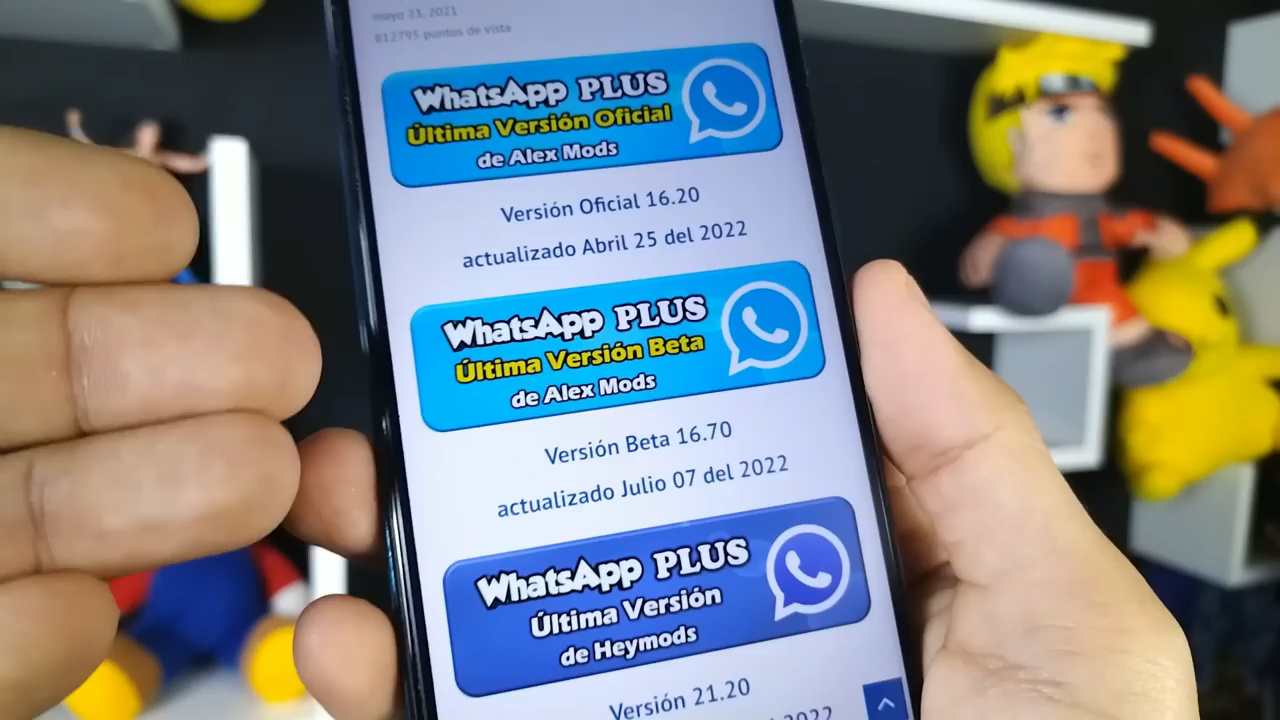 mayo 23, 2021
812795 puntos de vista
WhatsApp PLUS
Última Versión Oficial
de Alex Mods
Versión Oficial 16.20
actualizado Abril 25 del 2022
WhatsApp PLUS
Última Versión Beta
de Alex Mods
Versión Beta 16.70
actualizado Julio 07 del 2022
WhatsApp PLUS
Última Versión
de Heymods
Versión 21.20
2022